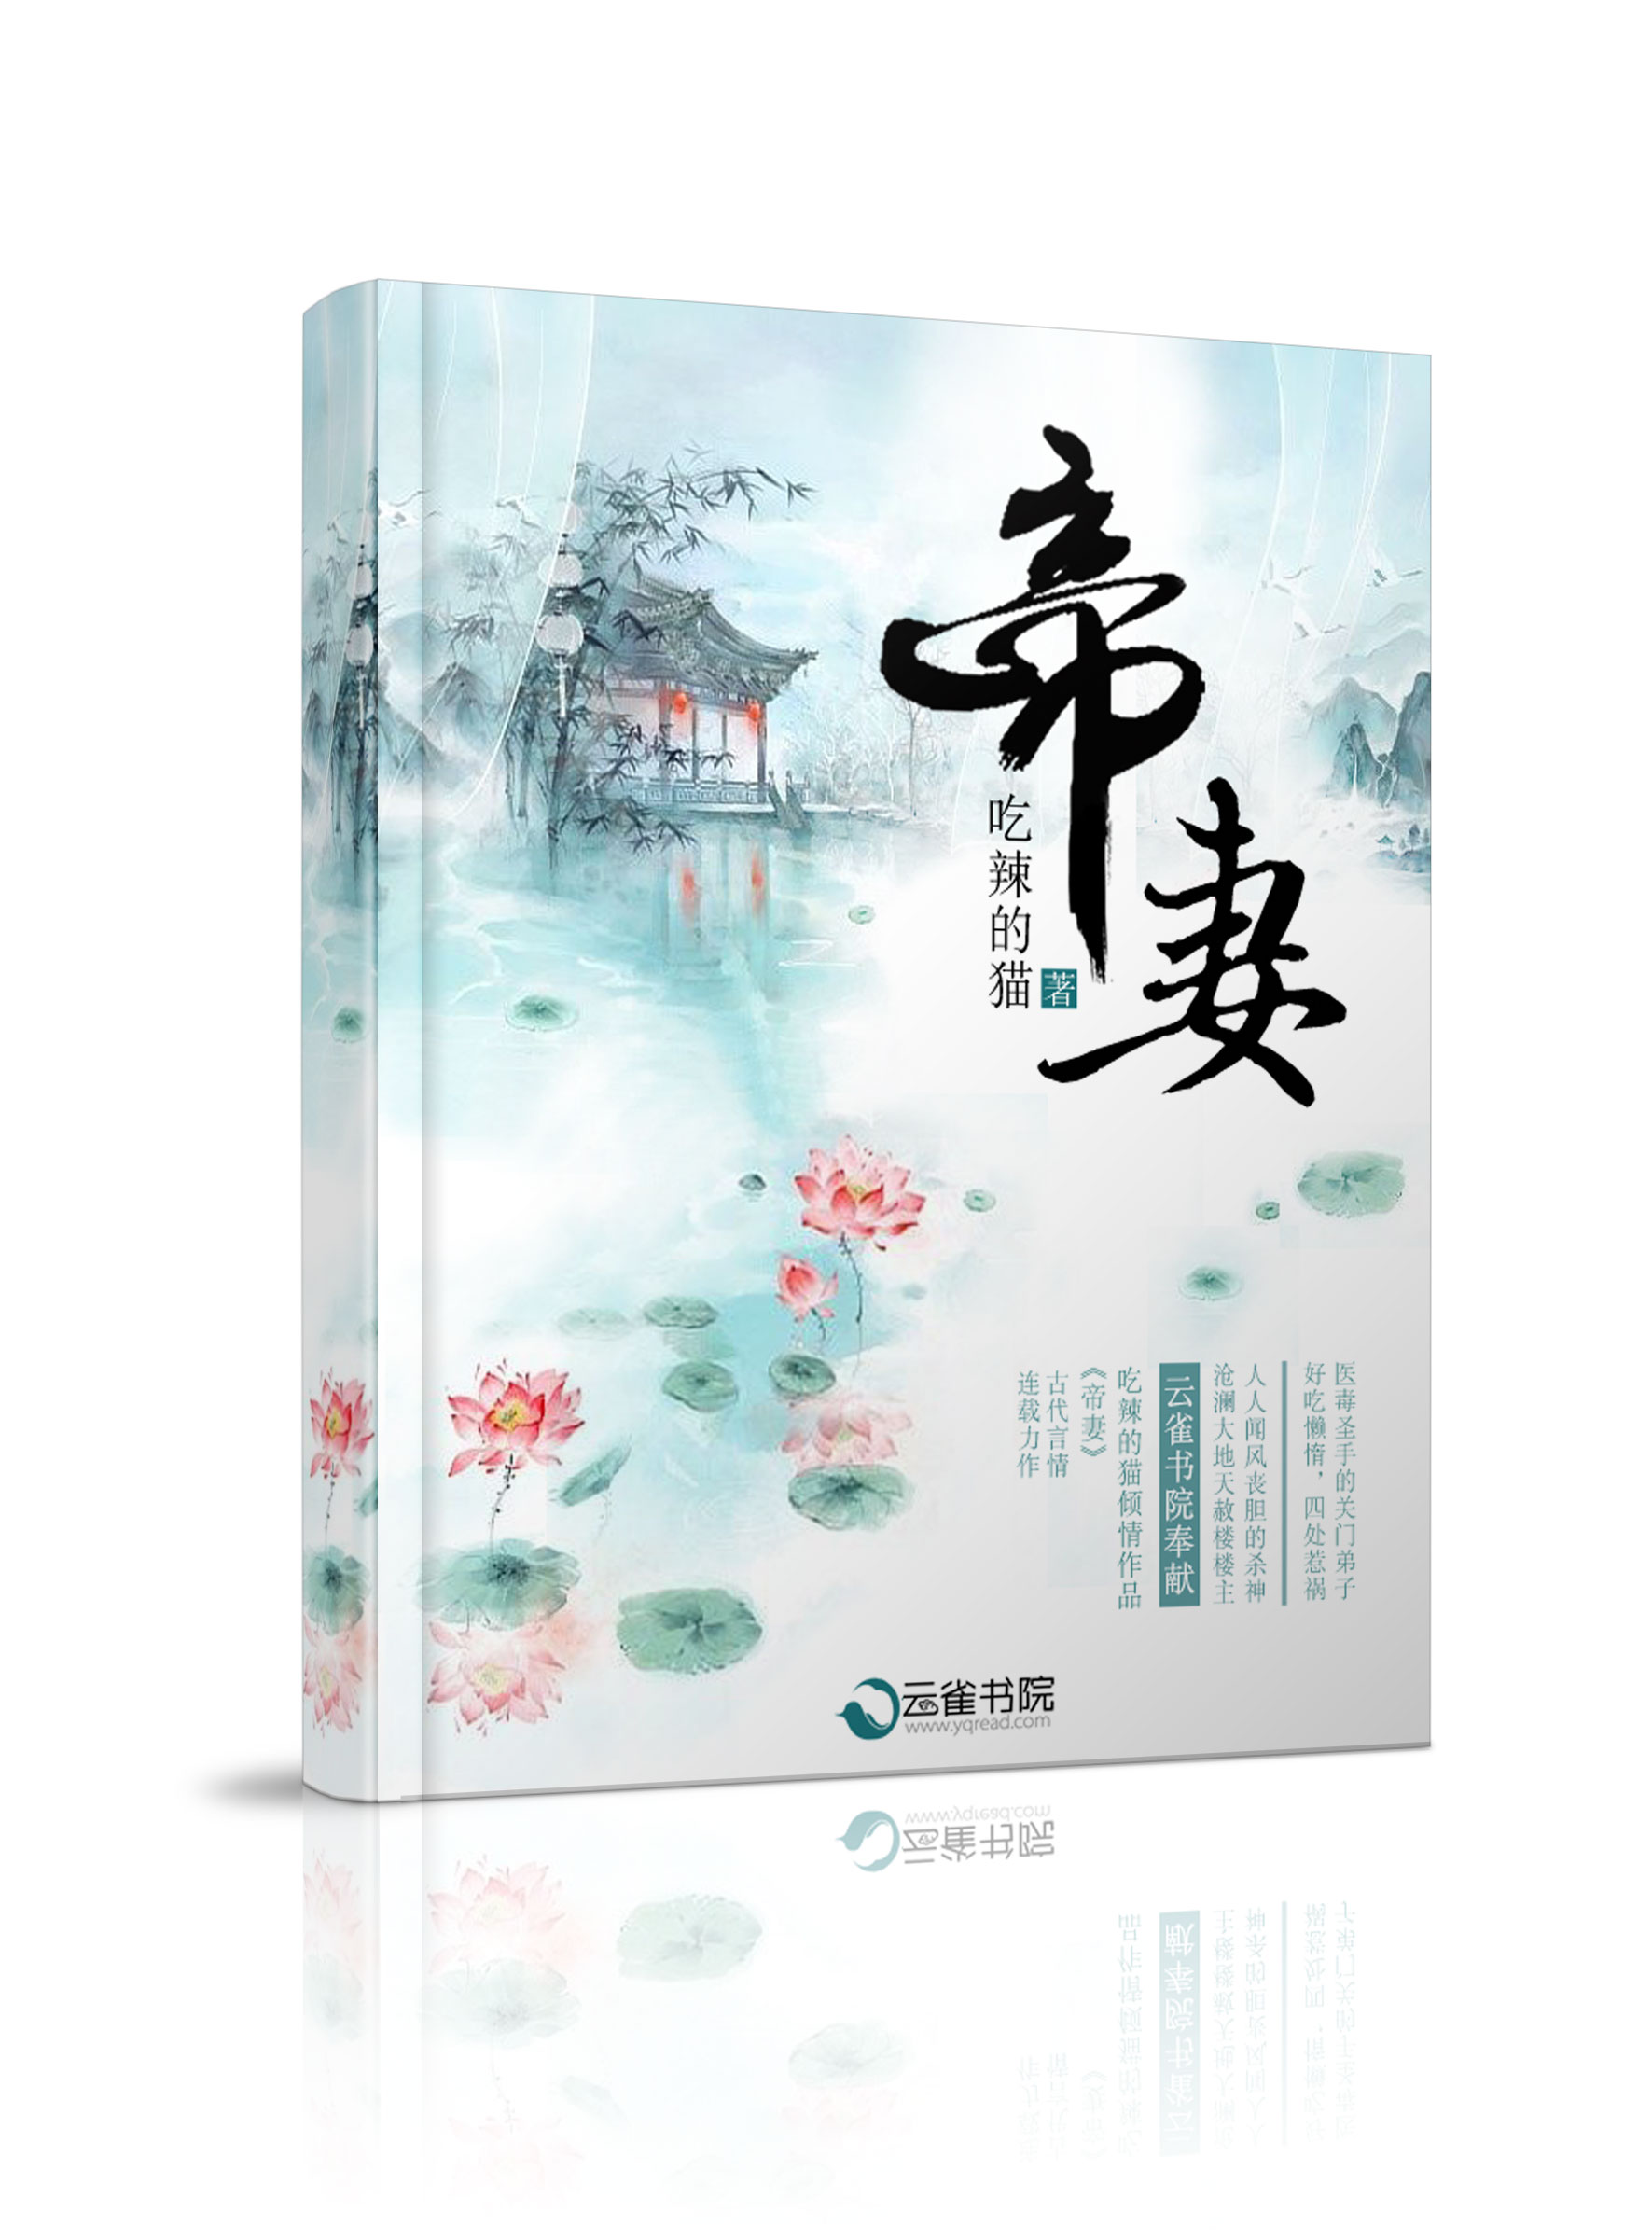 帝妻
吃辣的猫
著
医毒圣手的关门弟子
好吃懒惰，四处惹祸
人人闻风丧胆的杀神
沧澜大地天赦楼楼主
云雀书院奉献
吃辣的猫倾情作品
《帝妻》
古代言情
连载力作
云雀书院
www.yqread.com